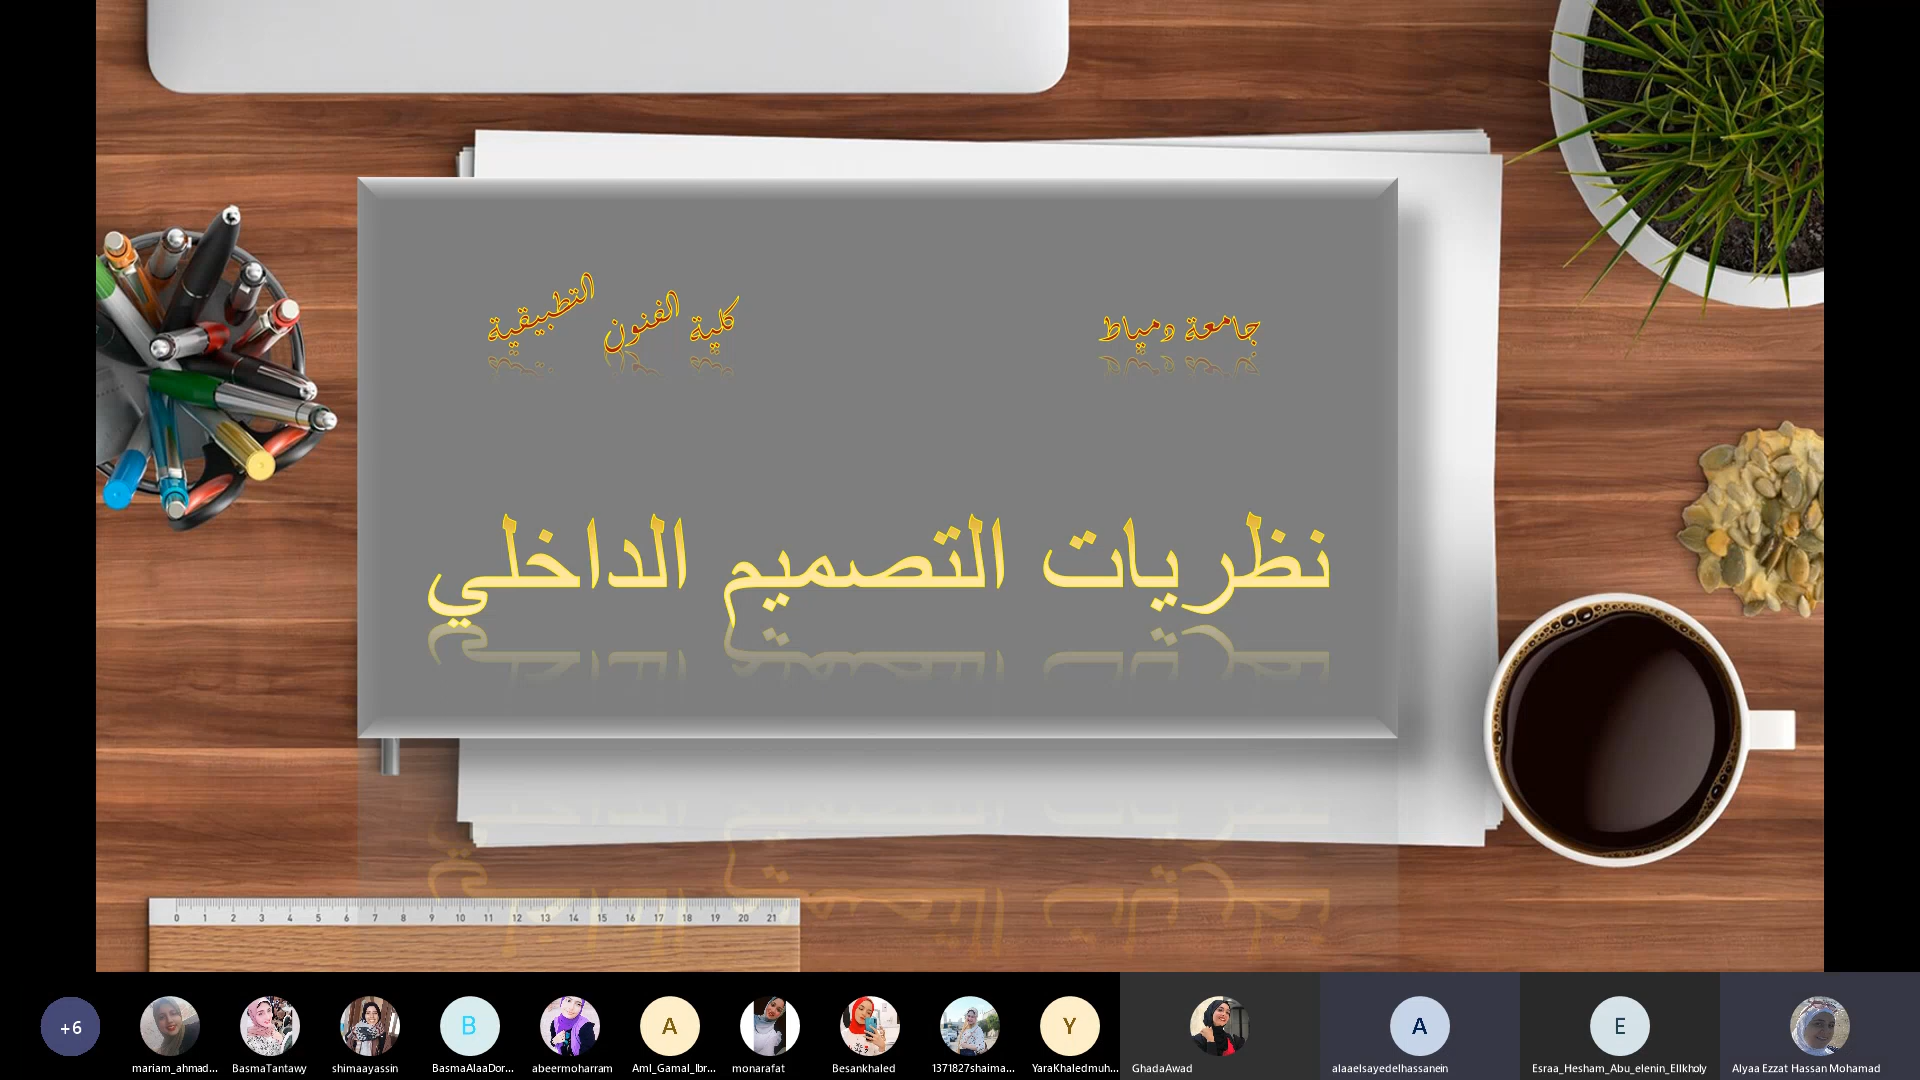 جامعة دمياط
كلية الفنون التطبيقية
نظريات التصميم الداخلي
0 1 2 3 4 5 6 7 8 9 10 11 12 13 14 15 16 17 18 19 20 21
+6
B
A
Y
A
E
mariam_ahmad...
BasmaTantawy
shimaayassin
BasmaAlaaDor...
abeermoharram
Aml_Gamal_Ibr...
monarafat
Besankhaled
1371827shaima...
YaraKhaledmuh...
GhadaAwad
alaaelsayedelhassanein
Esraa_Hesham_Abu_elenin_Ellkholy
Alyaa Ezzat Hassan Mohamad